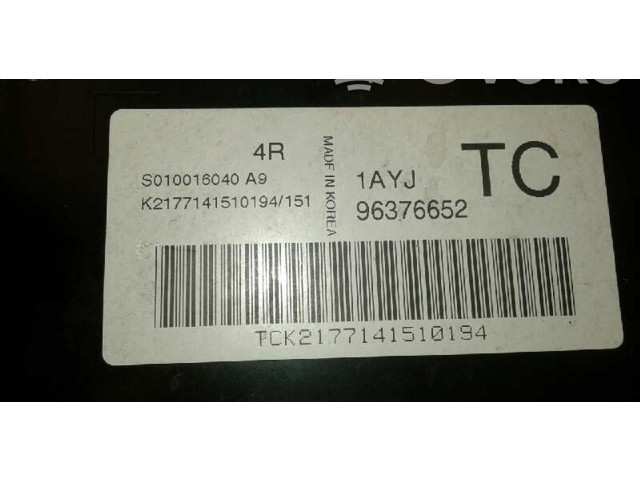 4R
S010016040 A9
K2177141510194/151
MADE IN KOREA
1AYJ
96376652
TC
TCK2177141510194